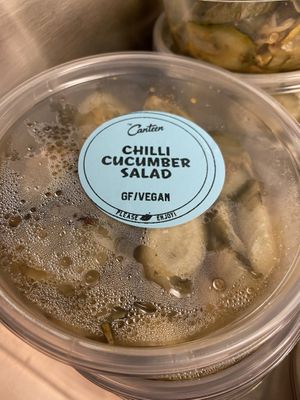 The
Canteen
CHILLI
CUCUMBER
SALAD
GF/VEGAN
PLEASE ENJOY!